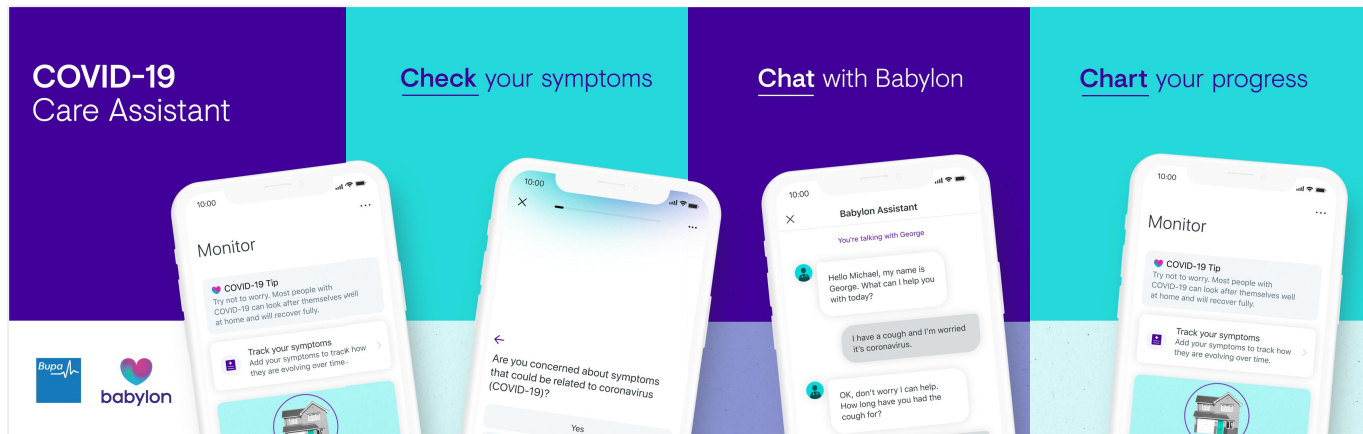 COVID-19
Care Assistant
Bupa
babylon
10:00
Monitor
COVID-19 Tip
Try not to worry. Most people with
COVID-19 can look after themselves well
at home and will recover fully.
Track your symptoms
Add your symptoms to track how
they are evolving over time.
Check your symptoms
10:00
Are you concerned about symptoms
that could be related to coronavirus
(COVID-19)?
Yes
Chat with Babylon
10:00
Babylon Assistant
You're talking with George
Hello Michael, my name is
George. What can I help you
with today?
I have a cough and I'm worried
it's coronavirus.
OK, don't worry I can help.
How long have you had the
cough for?
Chart your progress
10:00
Monitor
COVID-19 Tip
Try not to worry. Most people with
COVID-19 can look after themselves well
at home and will recover fully.
Track your symptoms
Add your symptoms to track how
they are evolving over time.